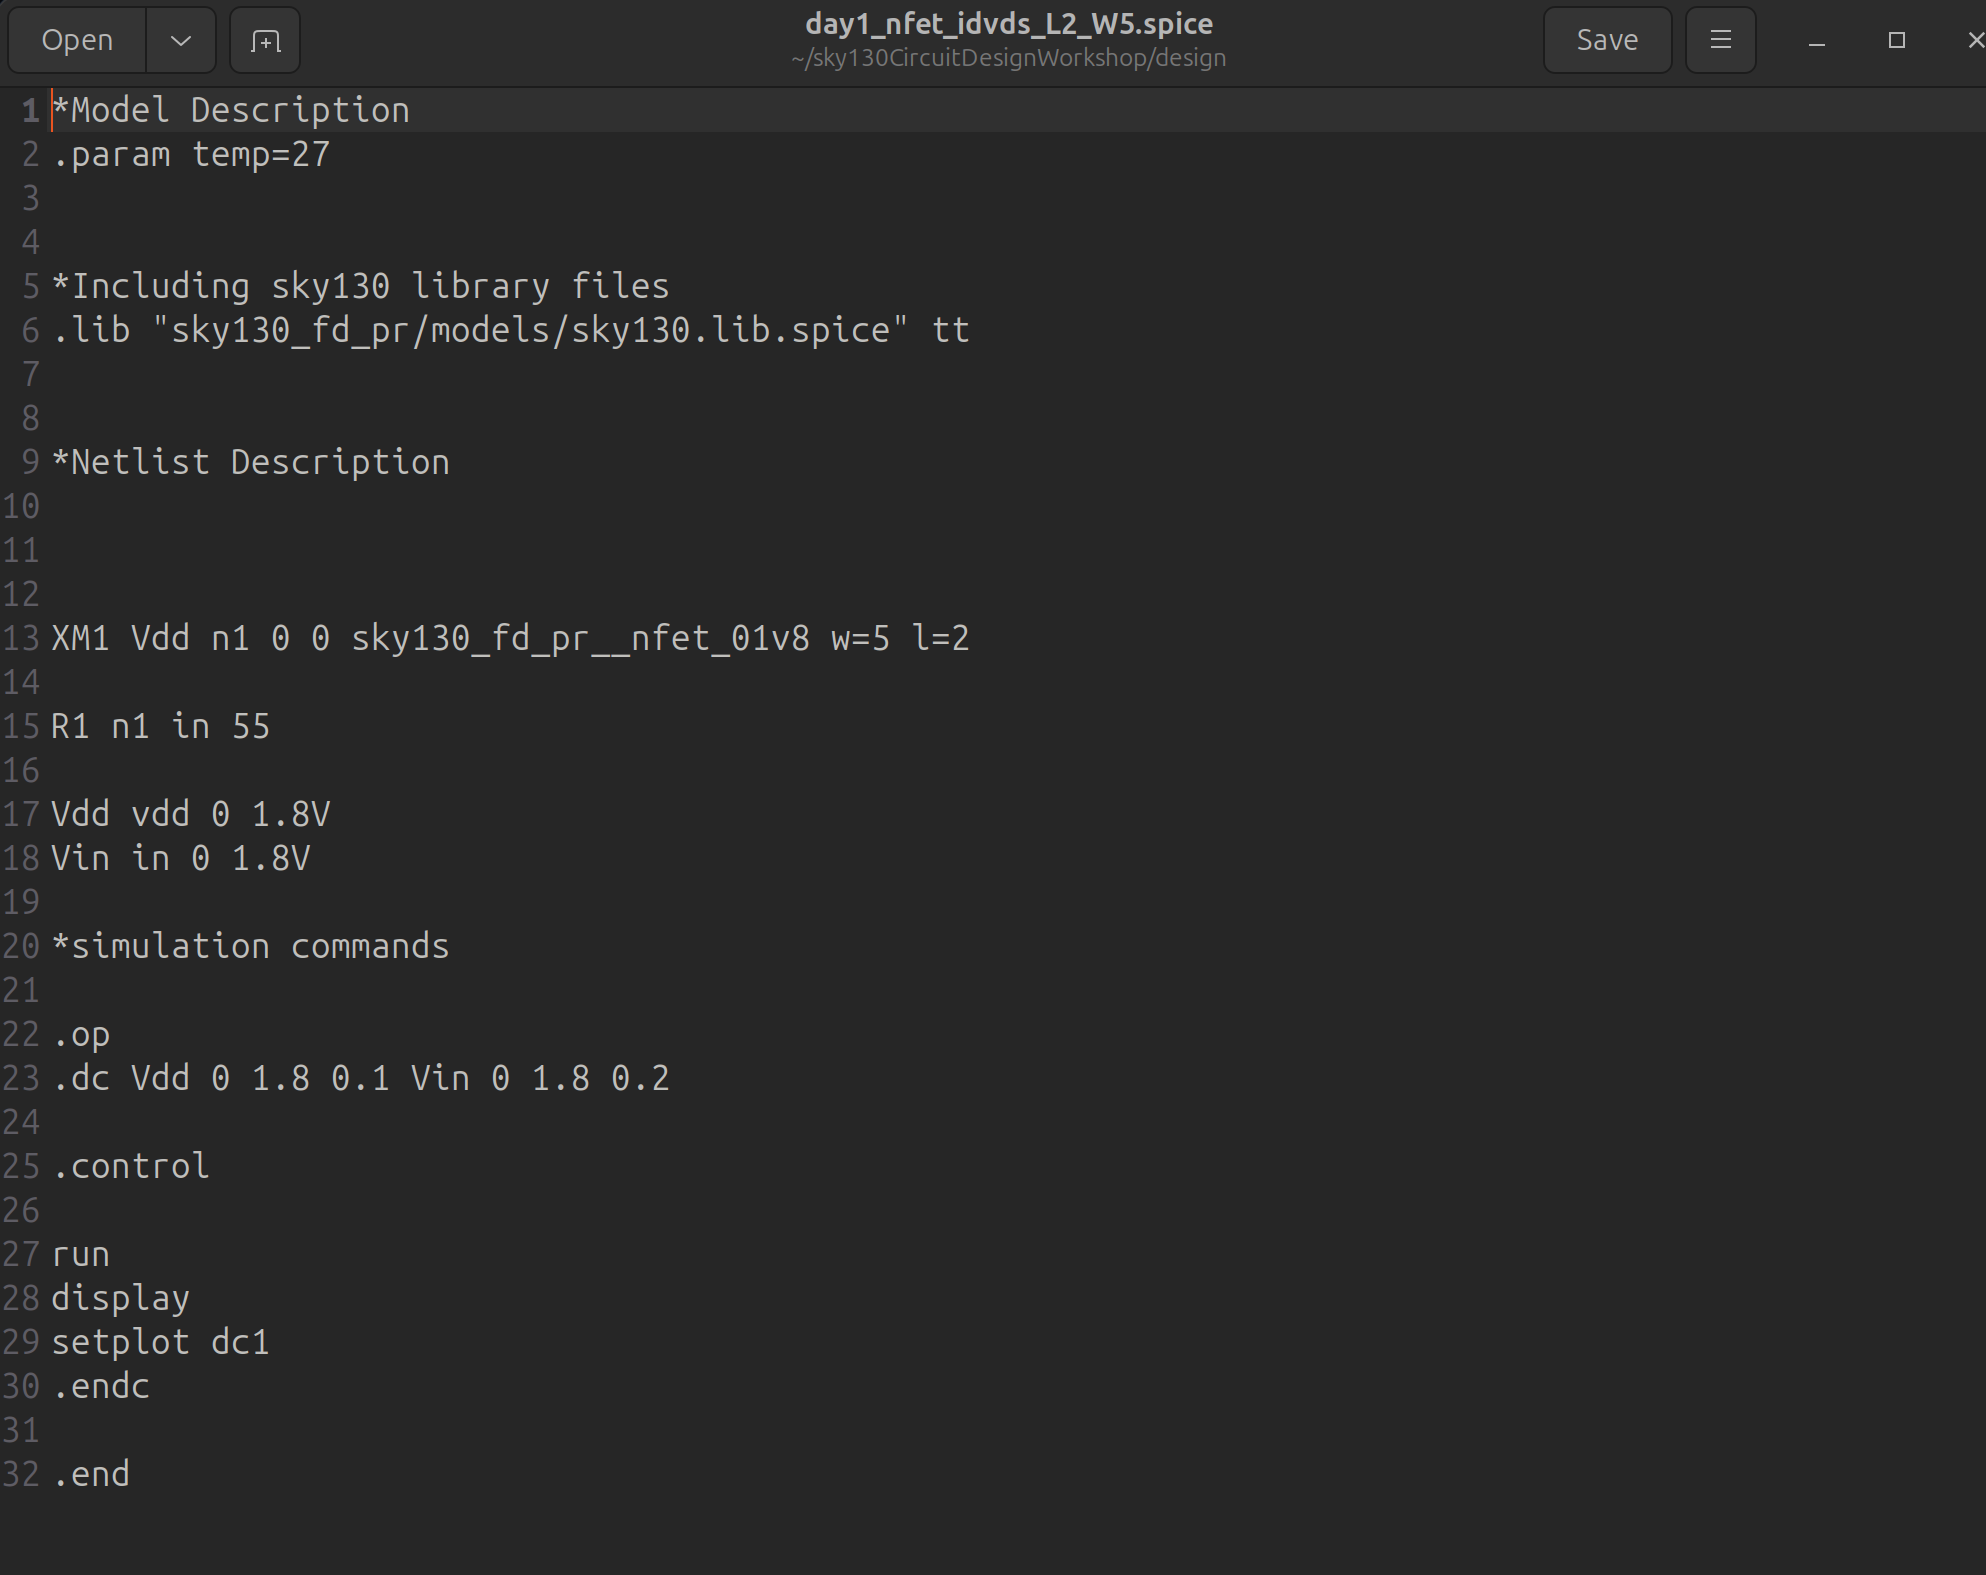 Open
day1_nfet_idvds_L2_W5.spice
~/sky130CircuitDesignWorkshop/design
Save
1 *Model Description
2 .param temp=27
3
4
5 *Including sky130 library files
6 .lib "sky130_fd_pr/models/sky130.lib.spice" tt
7
8
9 *Netlist Description
10
11
12
13 XM1 Vdd n1 0 0 sky130_fd_pr__nfet_01v8 w=5 l=2
14
15 R1 n1 in 55
16
17 Vdd vdd 0 1.8V
18 Vin in 0 1.8V
19
20 *simulation commands
21
22 .op
23 .dc Vdd 0 1.8 0.1 Vin 0 1.8 0.2
24
25 .control
26
27 run
28 display
29 setplot dc1
30 .endc
31
32 .end